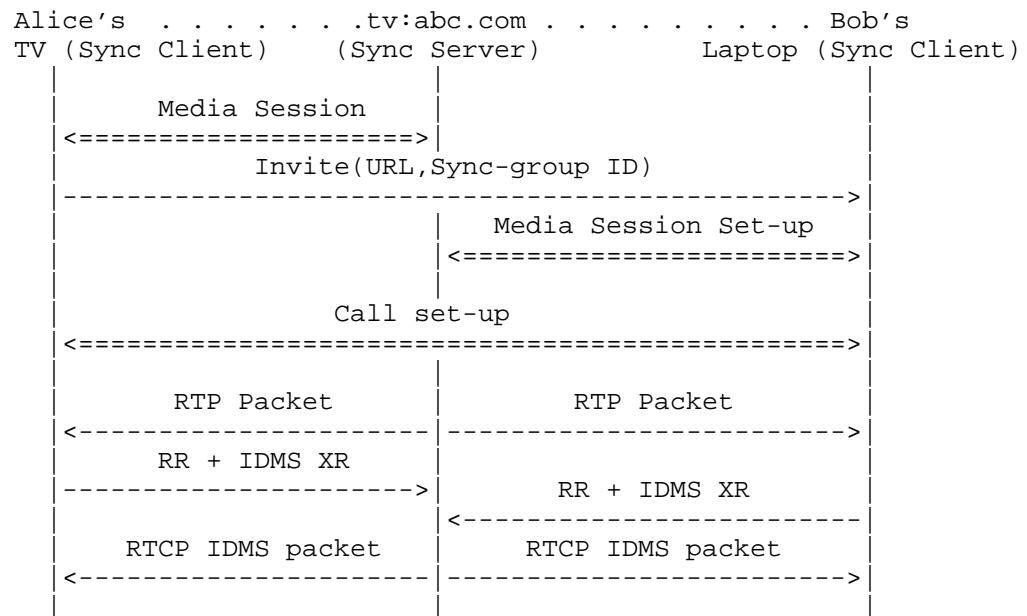 Alice's . . . . . . .tv:abc.com . . . . . . . . . Bob's
TV (Sync Client) (Sync Server) Laptop (Sync Client)
Media Session
Invite(URL,Sync-group ID)
Media Session Set-up
Call set-up
RTP Packet RTP Packet
RR + IDMS XR
RR + IDMS XR
RTCP IDMS packet RTCP IDMS packet